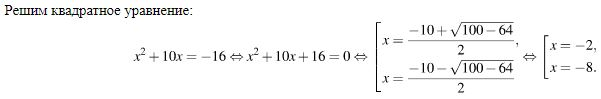 Решим квадратное уравнение:
x² + 10x = −16 ⇔ x² + 10x + 16 = 0 ⇔ [ x = (−10 + √(100 − 64))/2, x = (−10 − √(100 − 64))/2 ⇔ [ x = −2, x = −8.